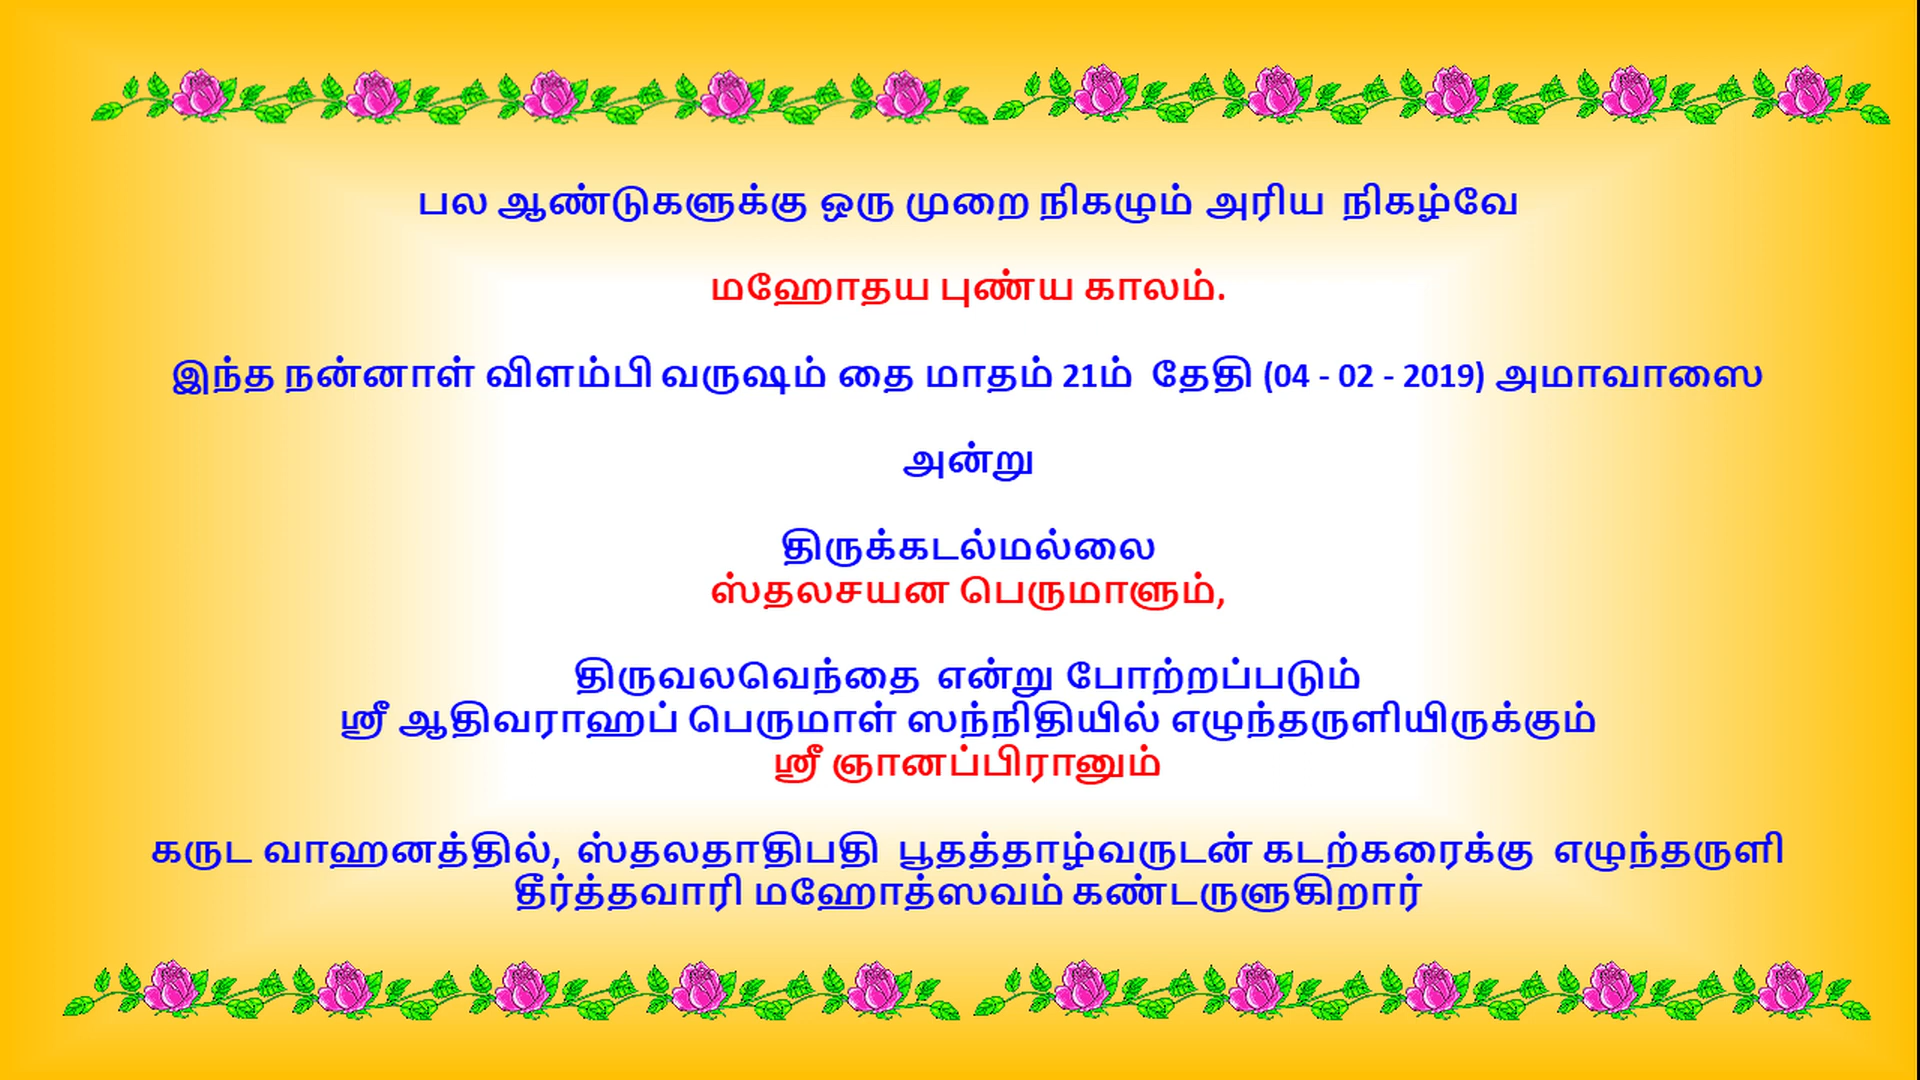 பல ஆண்டுகளுக்கு ஒரு முறை நிகழும் அரிய நிகழ்வே
மஹோதய புண்ய காலம்.
இந்த நன்னாள் விளம்பி வருஷம் தை மாதம் 21ம் தேதி (04 - 02 - 2019) அமாவாஸை
அன்று
திருக்கடல்மல்லை
ஸ்தலசயன பெருமாளும்,
திருவலவெந்தை என்று போற்றப்படும்
ஸ்ரீ ஆதிவராஹப் பெருமாள் ஸந்நிதியில் எழுந்தருளியிருக்கும்
ஸ்ரீ ஞானப்பிரானும்
கருட வாஹனத்தில், ஸ்தலதாதிபதி பூதத்தாழ்வருடன் கடற்கரைக்கு எழுந்தருளி
தீர்த்தவாரி மஹோத்ஸவம் கண்டருளுகிறார்